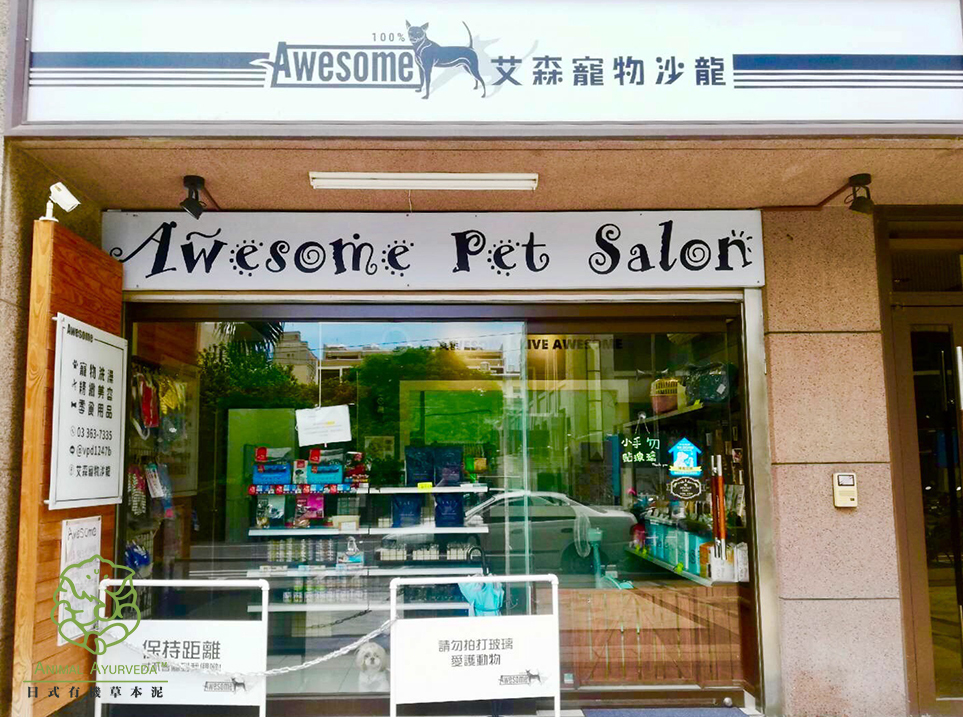 100%
Awesome 艾森寵物沙龍
Awesome Pet Salon
LIVE AWESOME
Awesome
寵物洗澡
精緻美容
零食用品
03 363-7335
@vpd1247b
艾森寵物沙龍
小手勿
貼玻璃
Awesome
保持距離
Awesome
請勿拍打玻璃
愛護動物
Awesome
ANIMAL AYURVEDA
日式有機草本泥